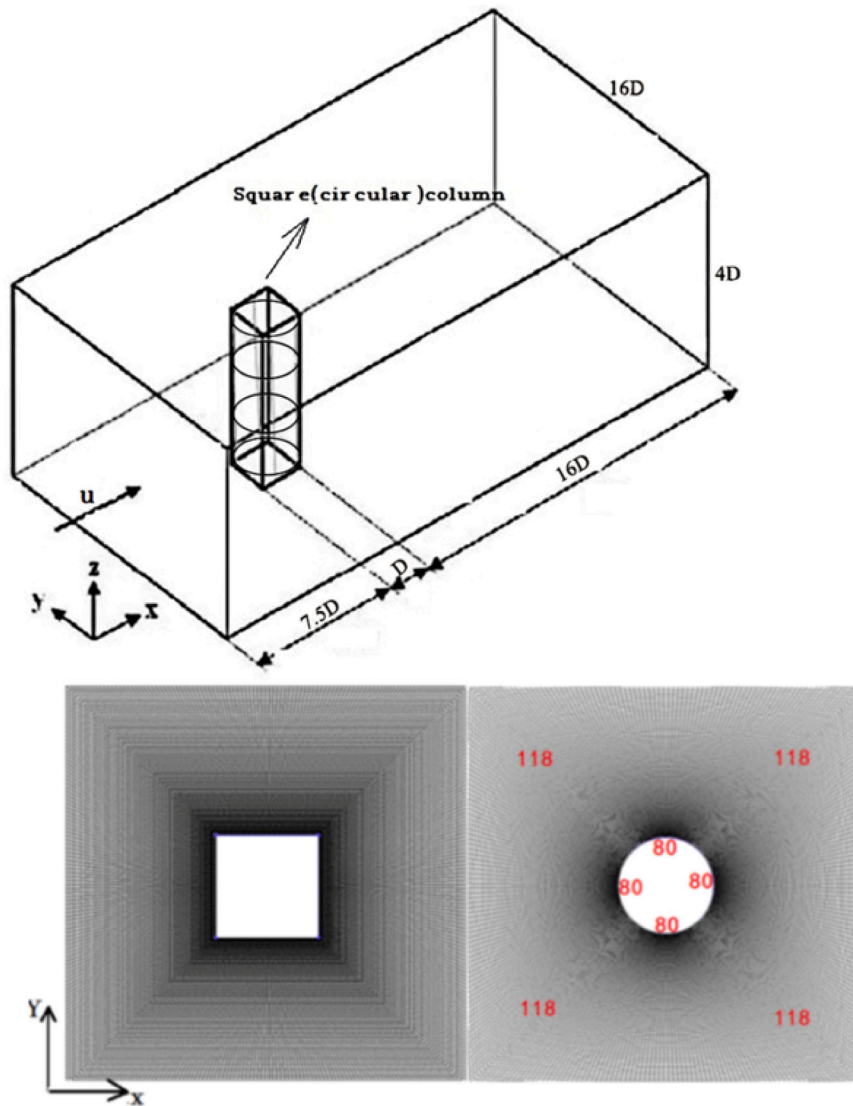 16D
Squar e(cir cular )column
4D
u
16D
D
7.5D
z
y
x
118
118
80
80
80
80
118
118
Y
x